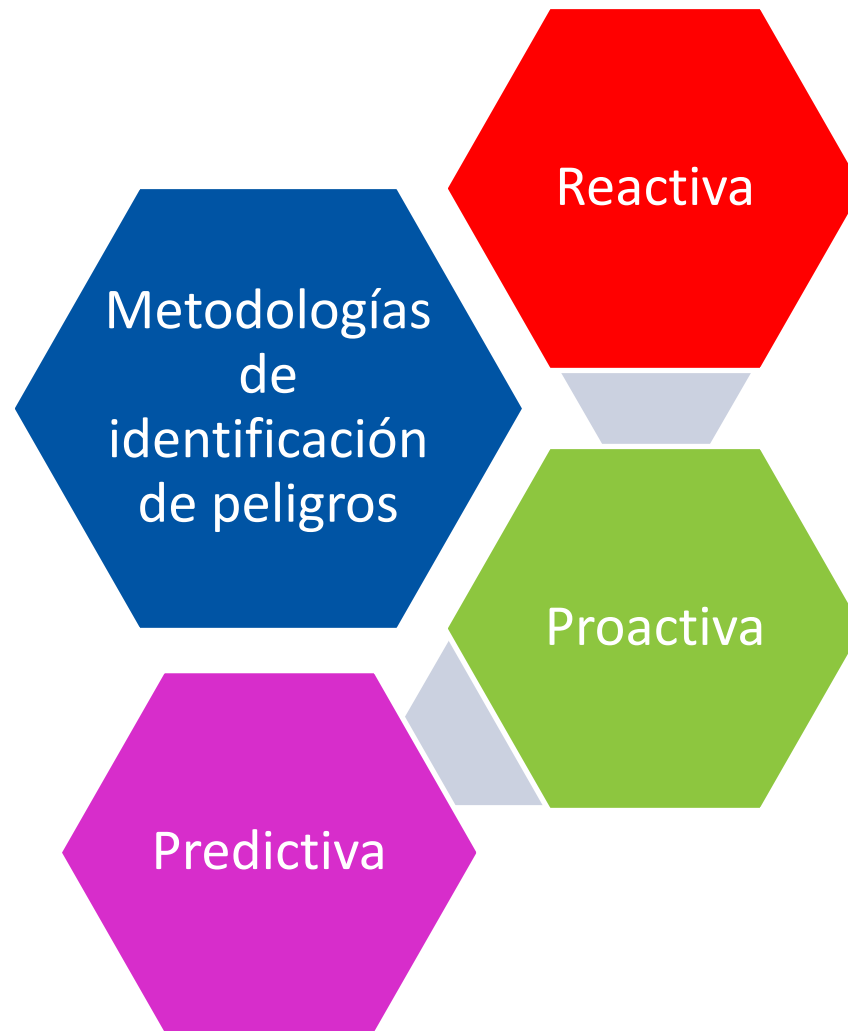 Metodologías
de
identificación
de peligros
Reactiva
Proactiva
Predictiva